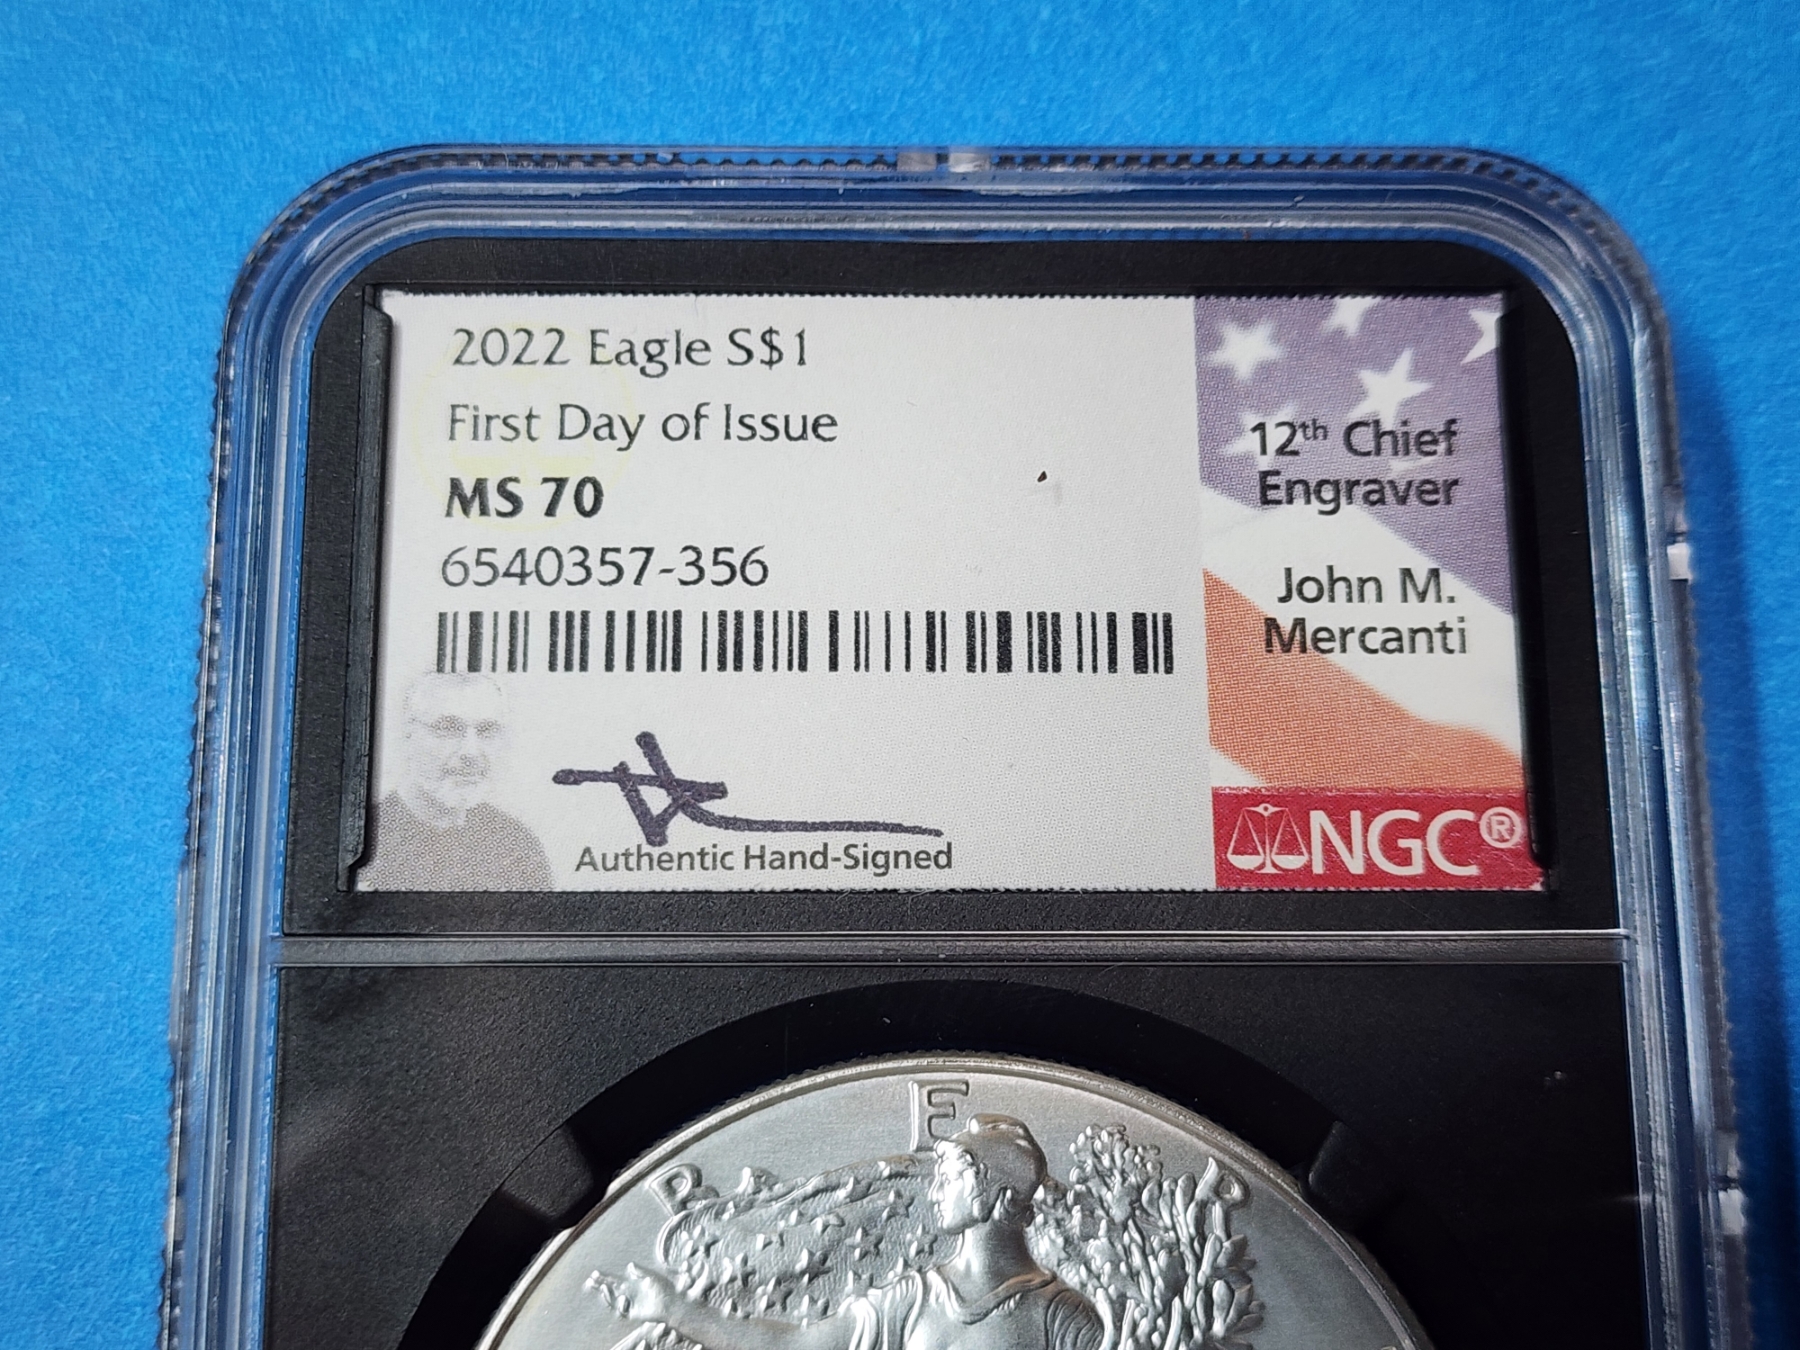 2022 Eagle S$1
First Day of Issue
MS 70
6540357-356
Authentic Hand-Signed
12th Chief
Engraver
John M.
Mercanti
NGC®
E
R
R